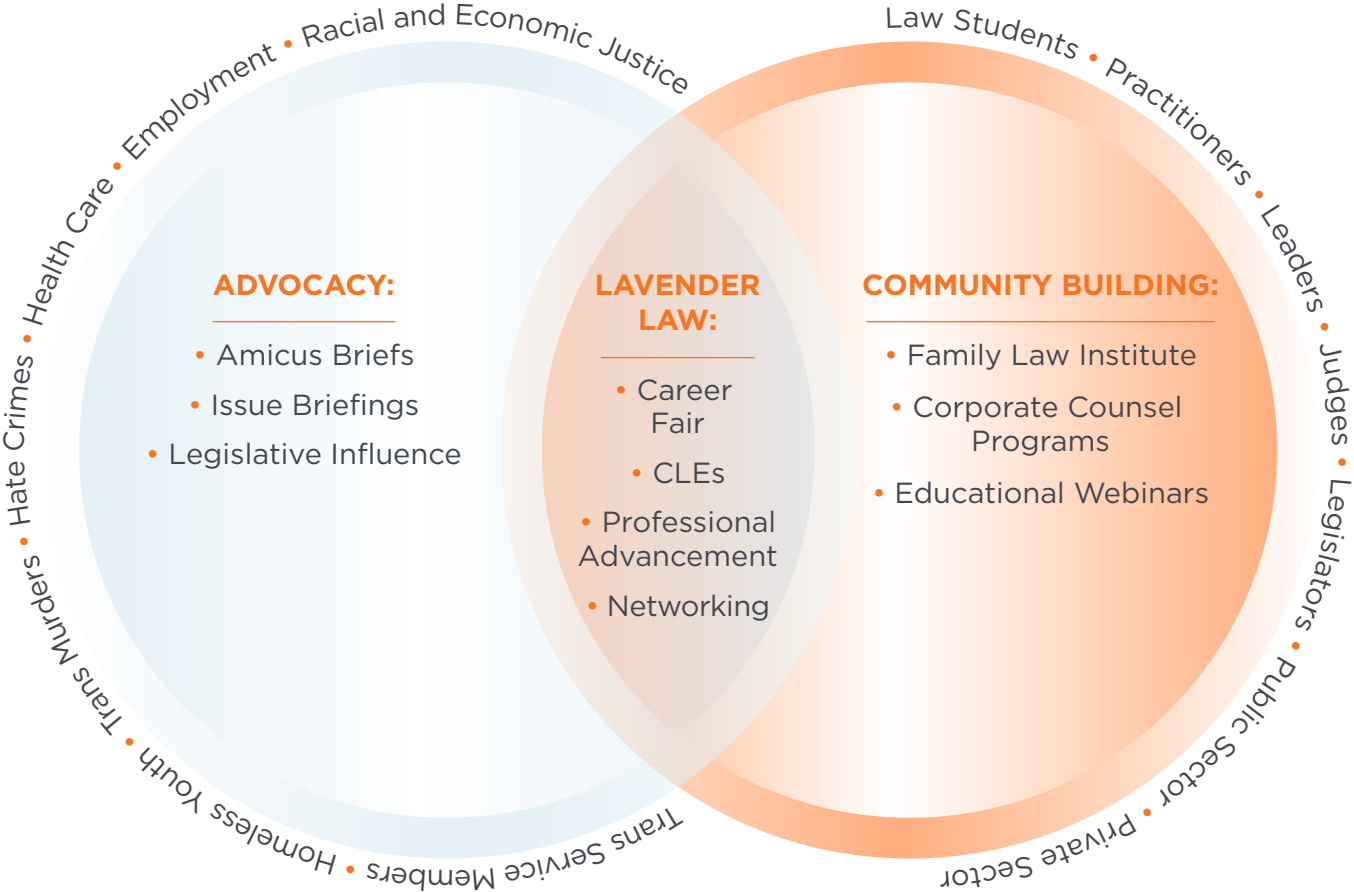 Trans Service Members • Homeless Youth • Trans Murders • Hate Crimes • Health Care • Employment • Racial and Economic Justice
Law Students • Practitioners • Leaders • Judges • Legislators • Public Sector • Private Sector
ADVOCACY:
• Amicus Briefs
• Issue Briefings
• Legislative Influence
LAVENDER
LAW:
• Career
Fair
• CLEs
• Professional
Advancement
• Networking
COMMUNITY BUILDING:
• Family Law Institute
• Corporate Counsel
Programs
• Educational Webinars